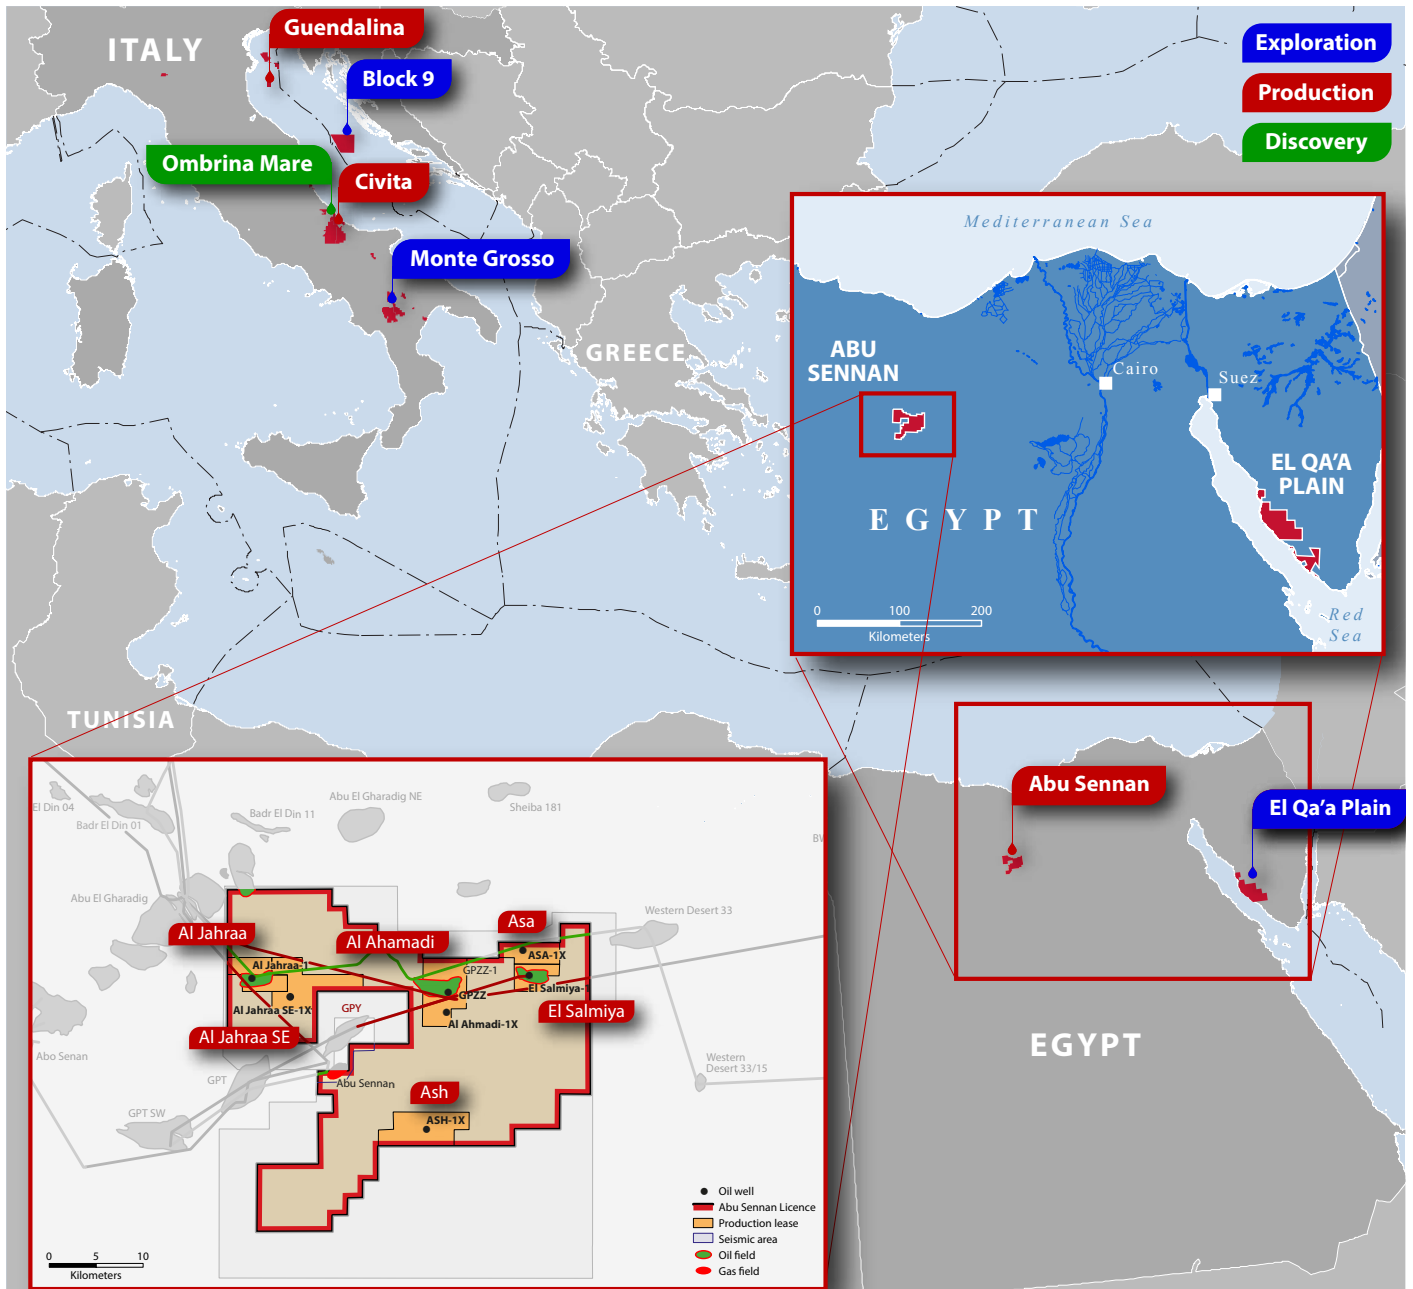 ITALY
Guendalina
Block 9
Ombrina Mare
Civita
Monte Grosso
GREECE
TUNISIA
Exploration
Production
Discovery
Mediterranean Sea
ABU
SENNAN
Cairo
Suez
EL QA'A
PLAIN
EGYPT
0 100 200
Kilometers
Red
Sea
Abu Sennan
El Qa'a Plain
EGYPT
El Din 04
Badr El Din 01
Badr El Din 11
Abu El Gharadig NE
Sheiba 181
Abu El Gharadig
Western Desert 33
Al Jahraa
Al Ahamadi
Asa
Al Jahraa-1
ASA-1X
GPZZ-1
El Salmiya-1
GPZZ
Al Jahraa SE-1X
GPY
Al Ahmadi-1X
El Salmiya
Al Jahraa SE
Abo Senan
GPT
Abu Sennan
Western
Desert 33/15
Ash
GPT SW
ASH-1X
Oil well
Abu Sennan Licence
Production lease
Seismic area
Oil field
Gas field
0 5 10
Kilometers